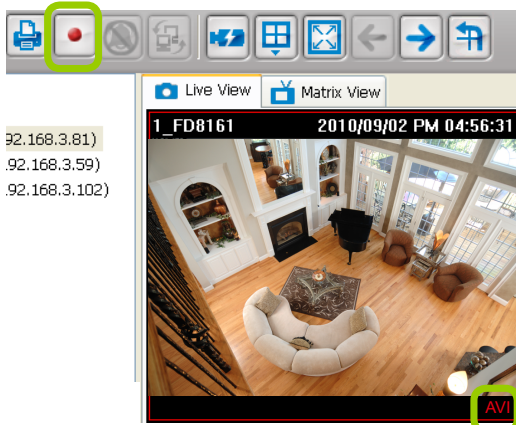 Live View Matrix View
92.168.3.81)
1_FD8161 2010/09/02 PM 04:56:31
.92.168.3.59)
.92.168.3.102)
AVI